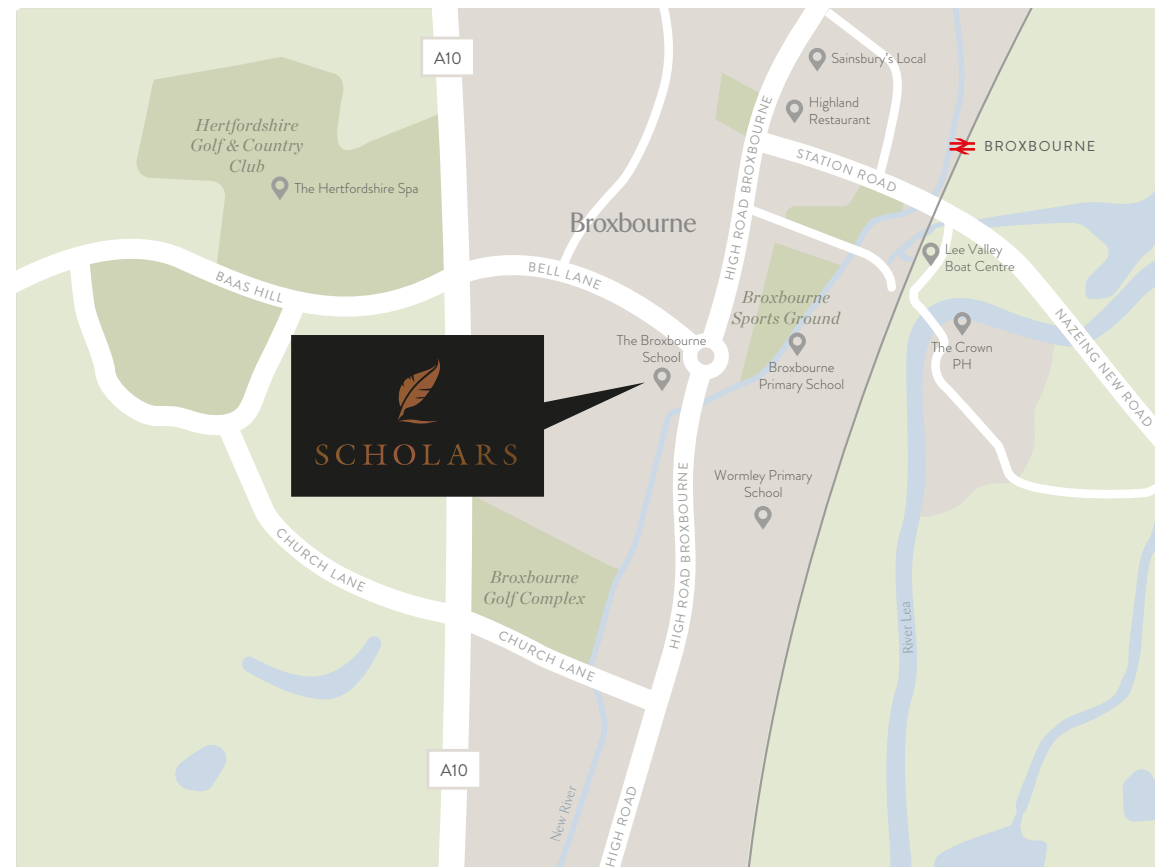 A10
Sainsbury's Local
Highland
Restaurant
Hertfordshire
Golf & Country
Club
The Hertfordshire Spa
BROXBOURNE
STATION ROAD
HIGH ROAD BROXBOURNE
Broxbourne
BAAS HILL
BELL LANE
Lee Valley
Boat Centre
Broxbourne
Sports Ground
The Broxbourne
School
Broxbourne
Primary School
The Crown
PH
NAZEING NEW ROAD
SCHOLARS
Wormley Primary
School
HIGH ROAD BROXBOURNE
CHURCH LANE
Broxbourne
Golf Complex
CHURCH LANE
River Lea
A10
New River
HIGH ROAD